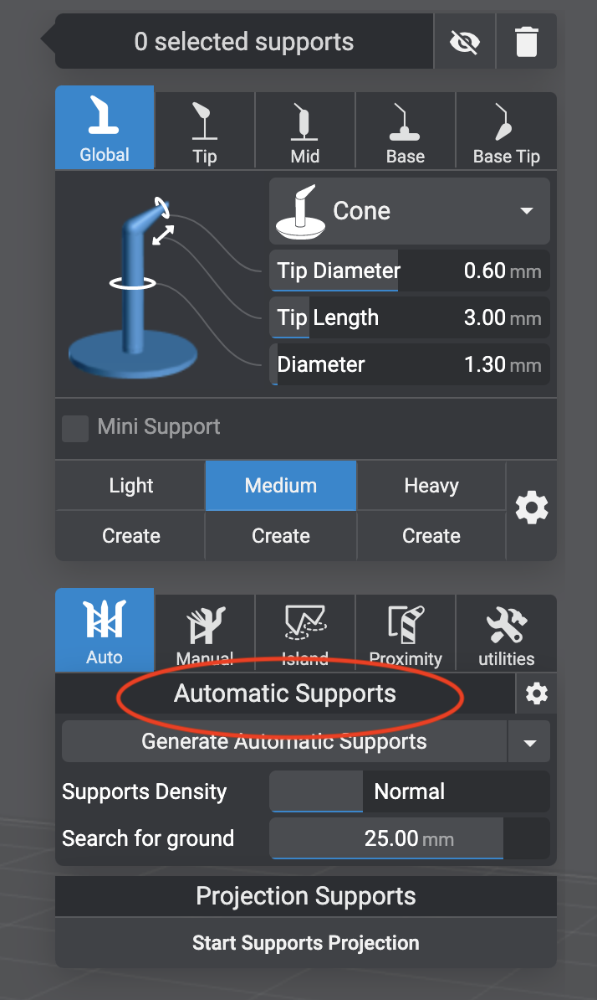 0 selected supports
Global
Tip
Mid
Base
Base Tip
Cone
Tip Diameter 0.60 mm
Tip Length 3.00 mm
Diameter 1.30 mm
Mini Support
Light Medium Heavy
Create Create Create
Auto Manual Island Proximity utilities
Automatic Supports
Generate Automatic Supports
Supports Density Normal
Search for ground 25.00 mm
Projection Supports
Start Supports Projection